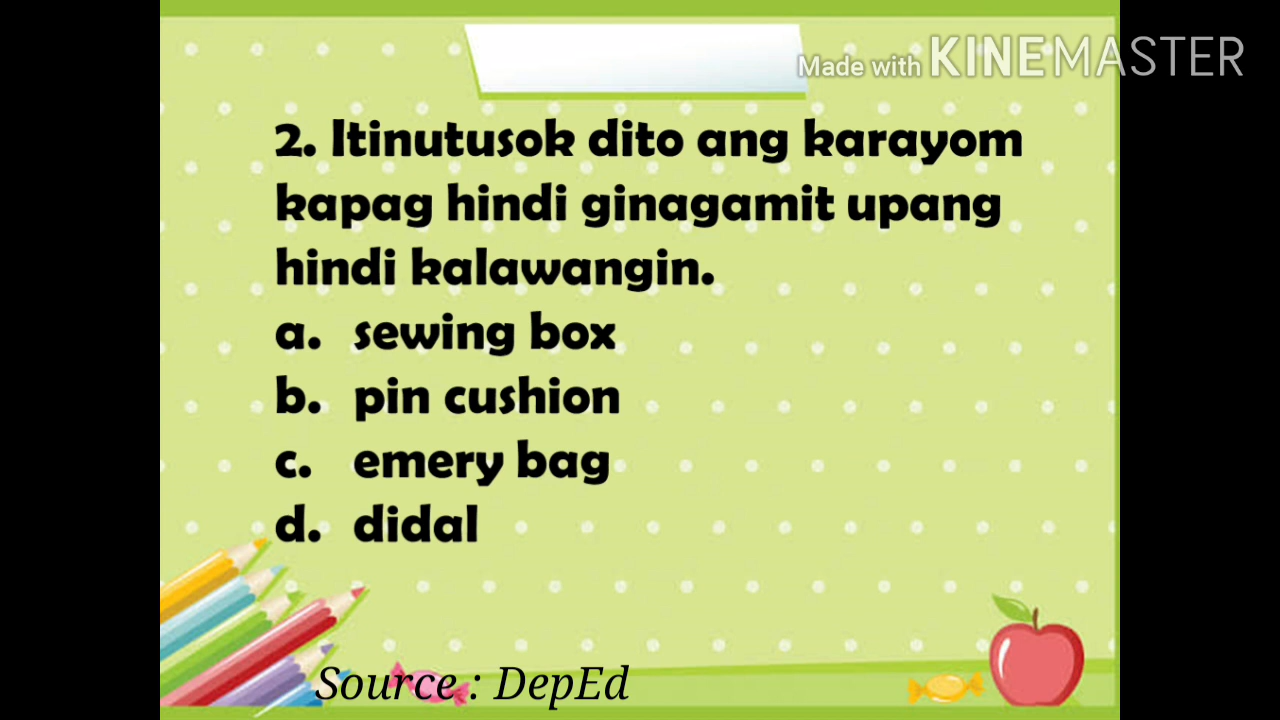 Made with KINEMASTER
2. Itinutusok dito ang karayom
kapag hindi ginagamit upang
hindi kalawangin.
a. sewing box
b. pin cushion
c. emery bag
d. didal
Source : DepEd